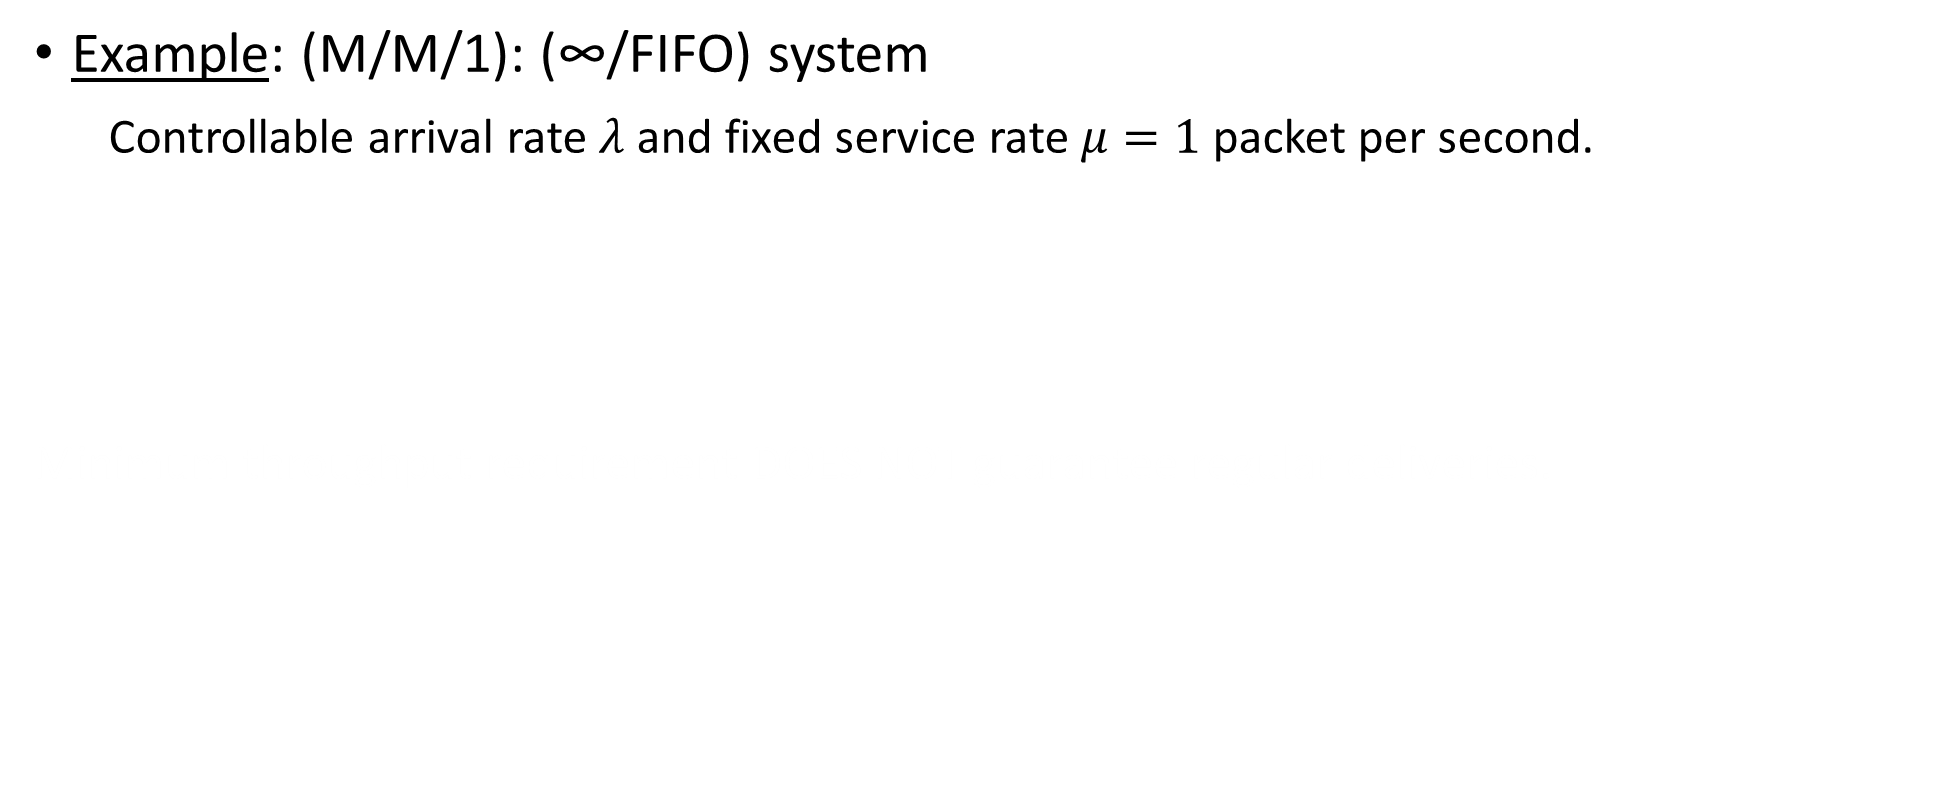 • Example: (M/M/1): (∞/FIFO) system
Controllable arrival rate λ and fixed service rate μ = 1 packet per second.